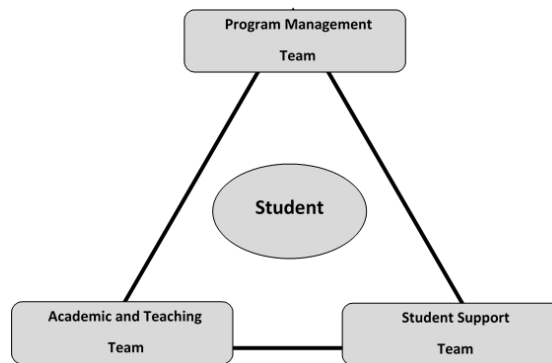 Program Management
Team
Student
Academic and Teaching
Team
Student Support
Team